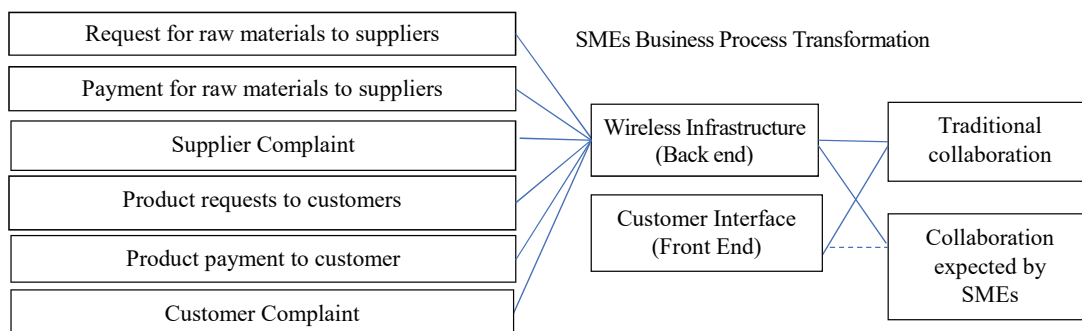 Request for raw materials to suppliers
SMEs Business Process Transformation
Payment for raw materials to suppliers
Supplier Complaint
Product requests to customers
Product payment to customer
Customer Complaint
Wireless Infrastructure
(Back end)
Customer Interface
(Front End)
Traditional
collaboration
Collaboration
expected by
SMEs